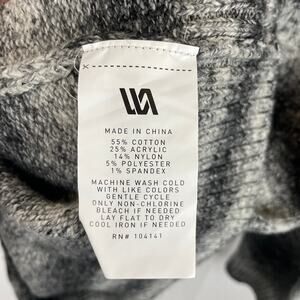 MADE IN CHINA
55% COTTON
25% ACRYLIC
14% NYLON
5% POLYESTER
1% SPANDEX
MACHINE WASH COLD
WITH LIKE COLORS
GENTLE CYCLE
ONLY NON-CHLORINE
BLEACH IF NEEDED
LAY FLAT TO DRY
COOL IRON IF NEEDED
RN# 104141